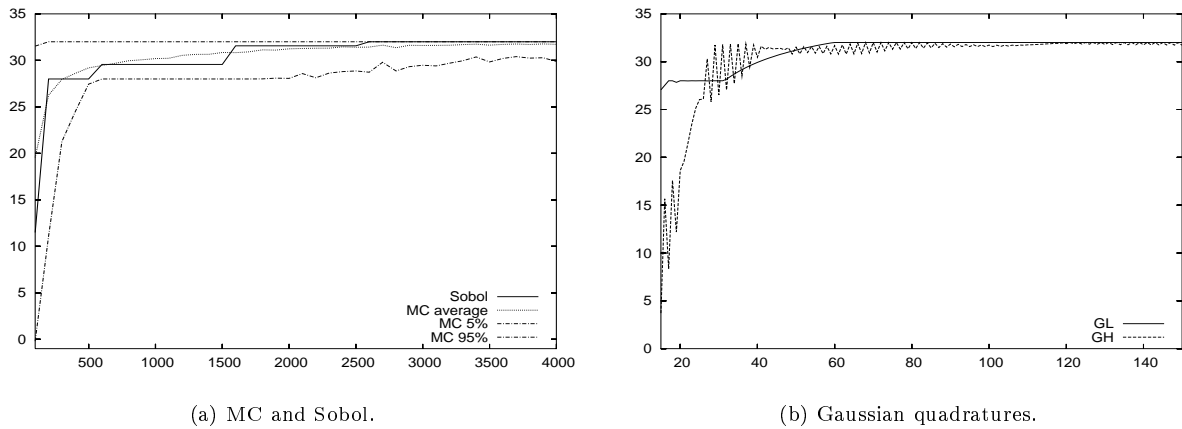 35
30
25
20
15
10
5
0
500 1000 1500 2000 2500 3000 3500 4000
Sobol
MC average
MC 5%
MC 95%
(a) MC and Sobol.
35
30
25
20
15
10
5
0
20 40 60 80 100 120 140
GL
GH
(b) Gaussian quadratures.